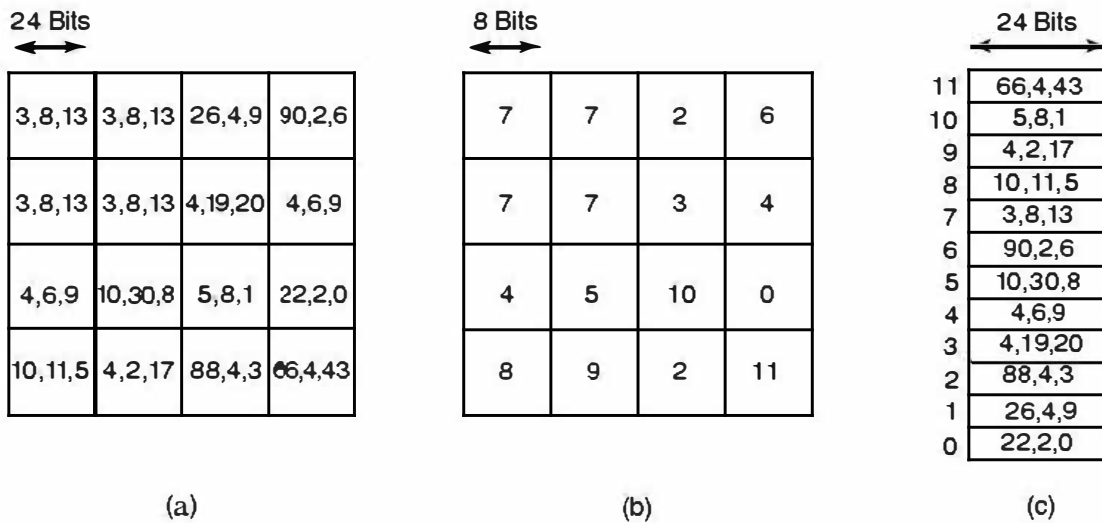 24 Bits
3,8,13 3,8,13 26,4,9 90,2,6
3,8,13 3,8,13 4,19,20 4,6,9
4,6,9 10,30,8 5,8,1 22,2,0
10,11,5 4,2,17 88,4,3 66,4,43
(a)
8 Bits
7 7 2 6
7 7 3 4
4 5 10 0
8 9 2 11
(b)
24 Bits
11 66,4,43
10 5,8,1
9 4,2,17
8 10,11,5
7 3,8,13
6 90,2,6
5 10,30,8
4 4,6,9
3 4,19,20
2 88,4,3
1 26,4,9
0 22,2,0
(c)